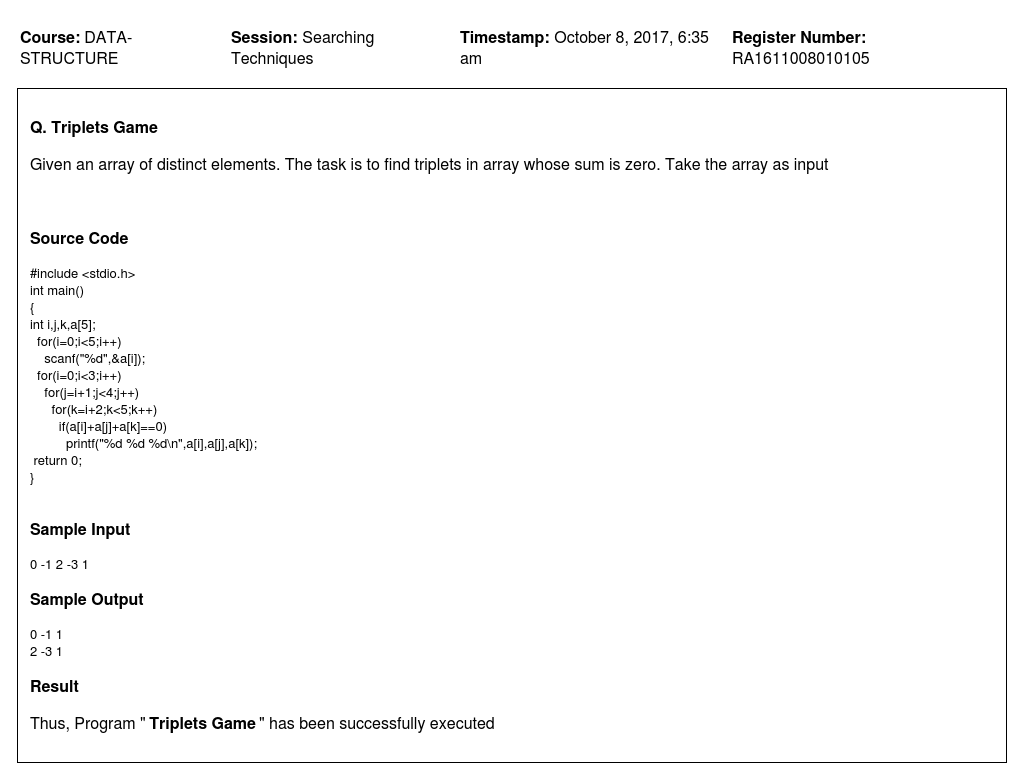 Course: DATA-STRUCTURE
Session: Searching Techniques
Timestamp: October 8, 2017, 6:35 am
Register Number: RA1611008010105
Q. Triplets Game
Given an array of distinct elements. The task is to find triplets in array whose sum is zero. Take the array as input
Source Code
#include <stdio.h>
int main()
{
int i,j,k,a[5];
for(i=0;i<5;i++)
scanf("%d",&a[i]);
for(i=0;i<3;i++)
for(j=i+1;j<4;j++)
for(k=i+2;k<5;k++)
if(a[i]+a[j]+a[k]==0)
printf("%d %d %d\n",a[i],a[j],a[k]);
return 0;
}
Sample Input
0 -1 2 -3 1
Sample Output
0 -1 1
2 -3 1
Result
Thus, Program " Triplets Game " has been successfully executed